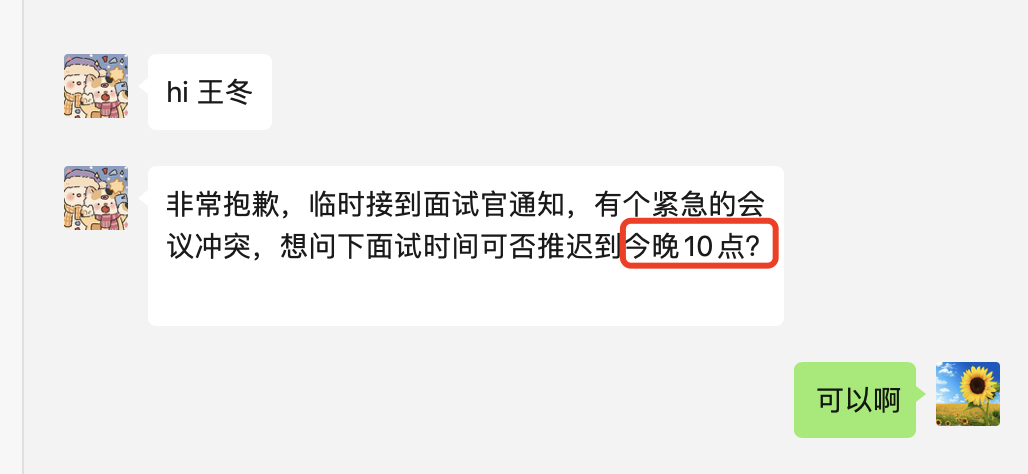 hi 王冬
非常抱歉，临时接到面试官通知，有个紧急的会
议冲突，想问下面试时间可否推迟到今晚10点？
可以啊